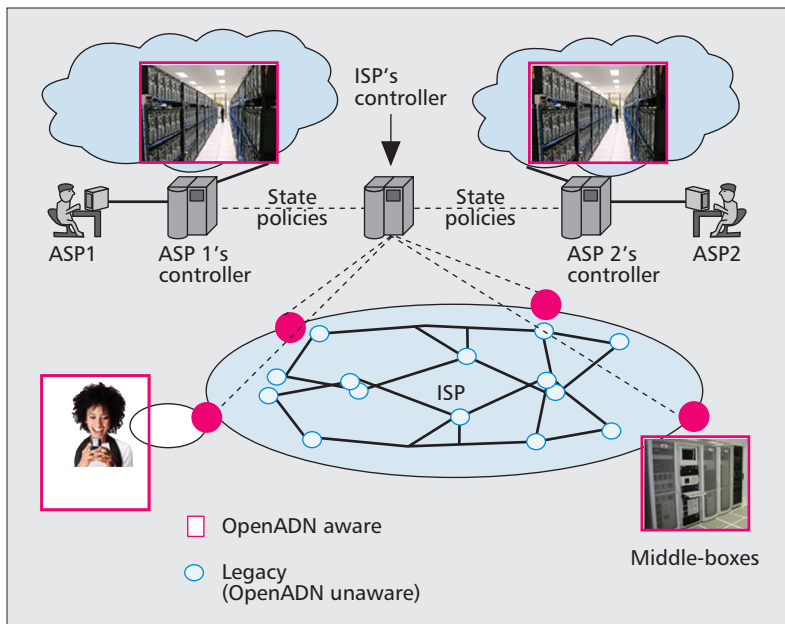 ISP's
controller
State
policies
State
policies
ASP1
ASP 1's
controller
ASP 2's
controller
ASP2
ISP
OpenADN aware
Legacy
(OpenADN unaware)
Middle-boxes